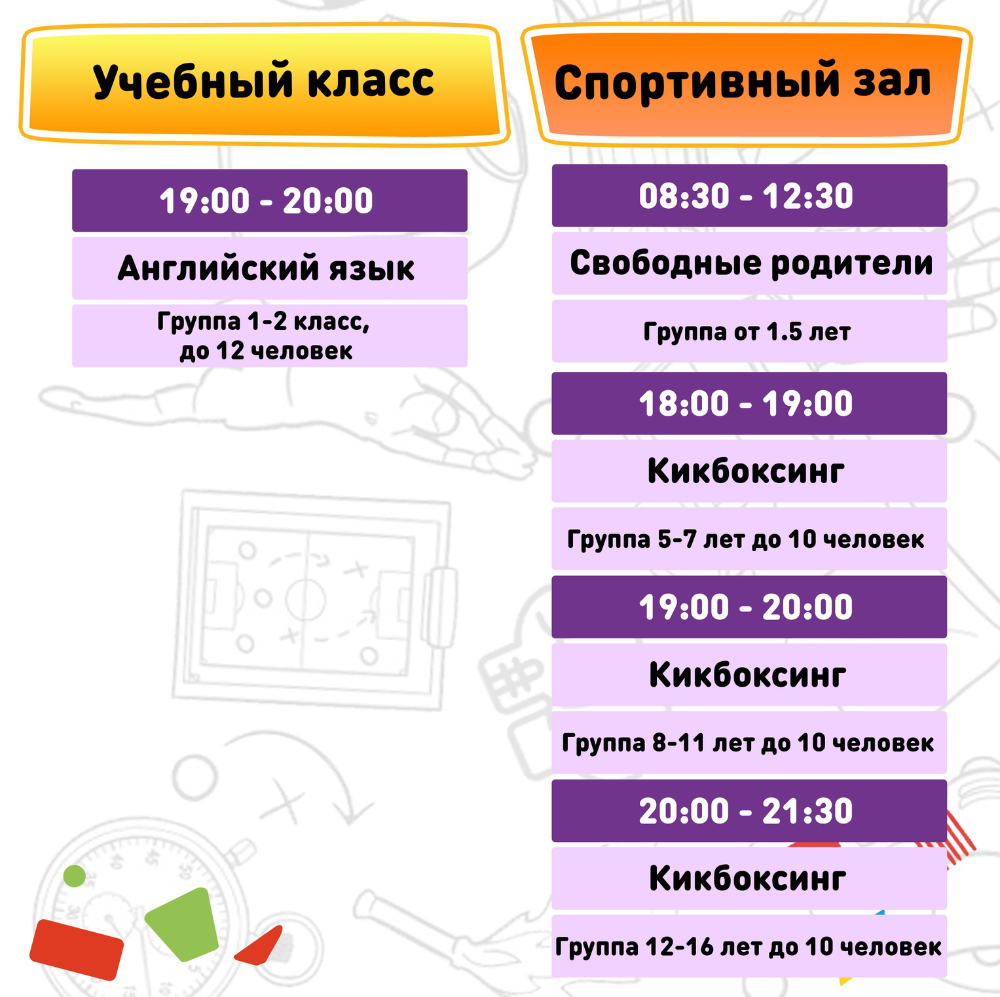 Учебный класс
19:00 - 20:00
Английский язык
Группа 1-2 класс,
до 12 человек
Спортивный зал
08:30 - 12:30
Свободные родители
Группа от 1.5 лет
18:00 - 19:00
Кикбоксинг
Группа 5-7 лет до 10 человек
19:00 - 20:00
Кикбоксинг
Группа 8-11 лет до 10 человек
20:00 - 21:30
Кикбоксинг
Группа 12-16 лет до 10 человек